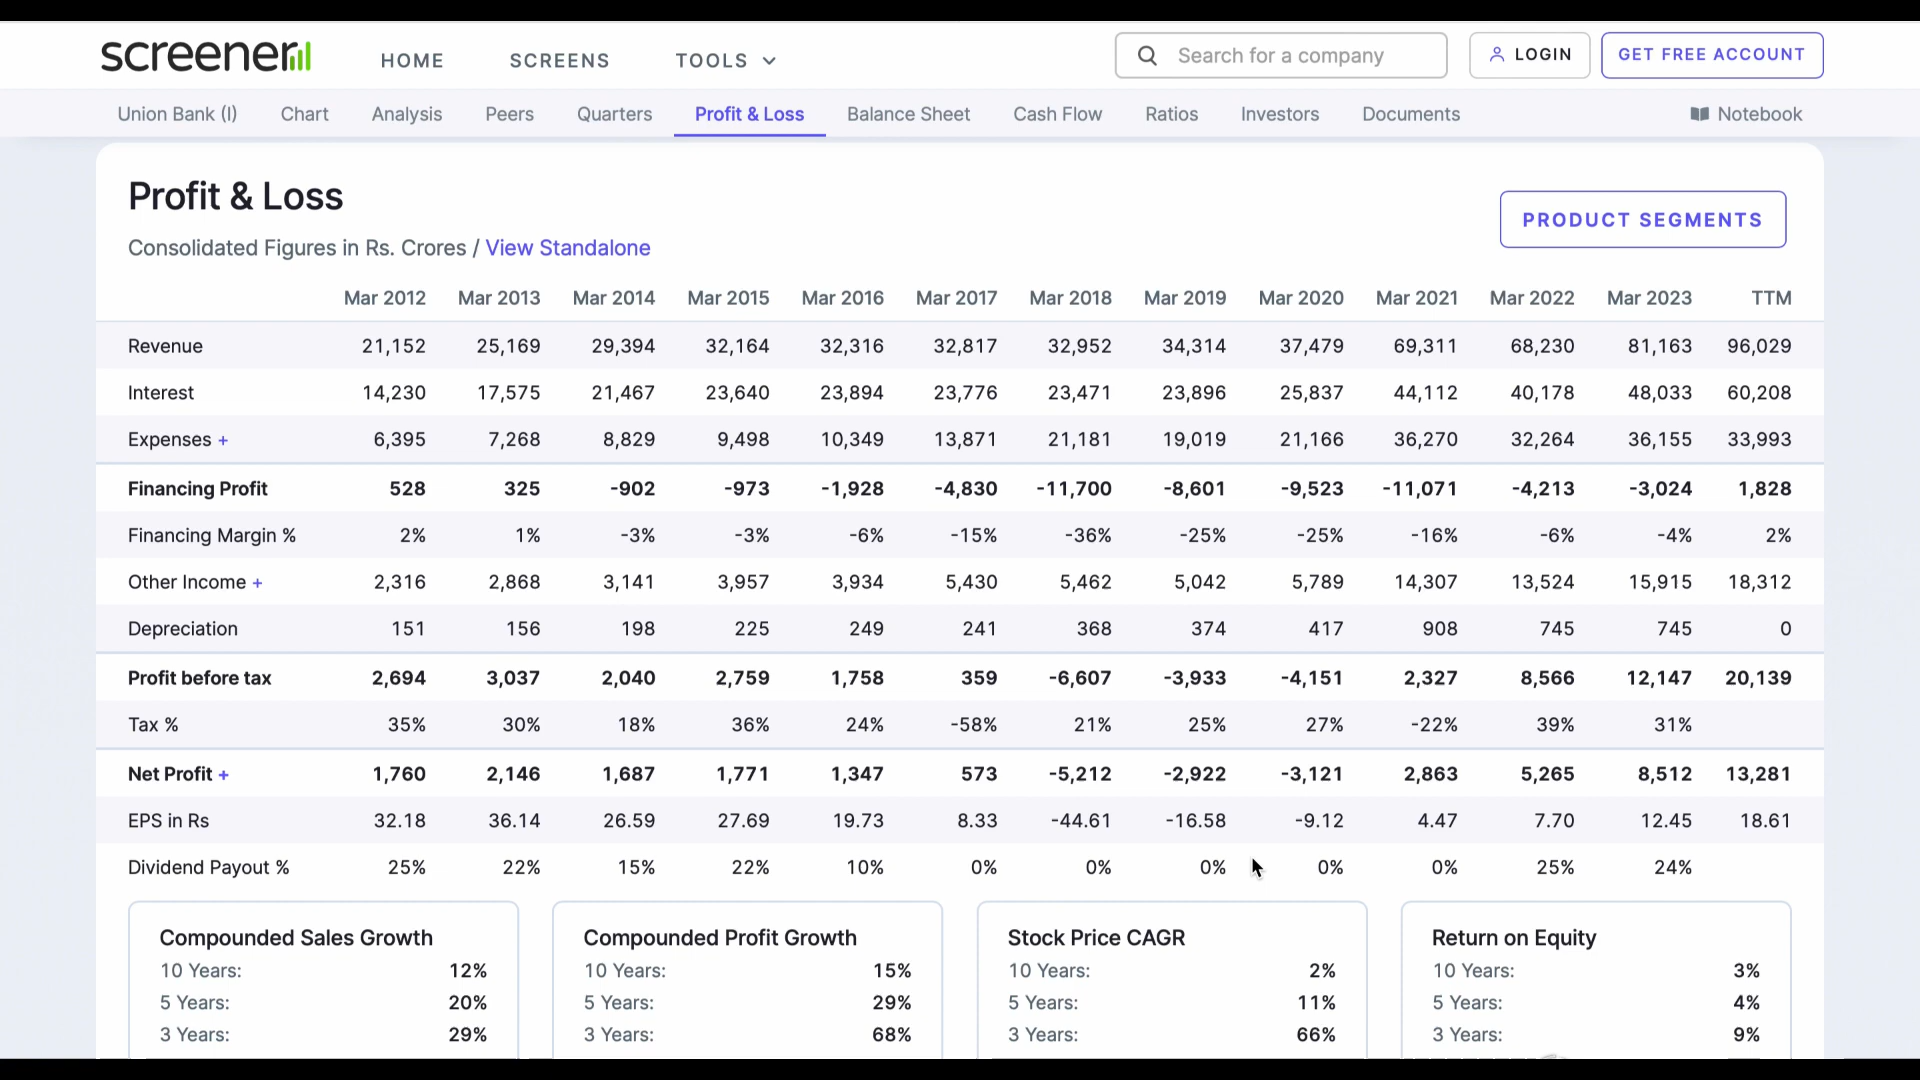 screener
HOME SCREENS TOOLS Search for a company LOGIN GET FREE ACCOUNT
Union Bank (I) Chart Analysis Peers Quarters Profit & Loss Balance Sheet Cash Flow Ratios Investors Documents Notebook
Profit & Loss
PRODUCT SEGMENTS
Consolidated Figures in Rs. Crores / View Standalone
Mar 2012 Mar 2013 Mar 2014 Mar 2015 Mar 2016 Mar 2017 Mar 2018 Mar 2019 Mar 2020 Mar 2021 Mar 2022 Mar 2023 TTM
Revenue 21,152 25,169 29,394 32,164 32,316 32,817 32,952 34,314 37,479 69,311 68,230 81,163 96,029
Interest 14,230 17,575 21,467 23,640 23,894 23,776 23,471 23,896 25,837 44,112 40,178 48,033 60,208
Expenses + 6,395 7,268 8,829 9,498 10,349 13,871 21,181 19,019 21,166 36,270 32,264 36,155 33,993
Financing Profit 528 325 -902 -973 -1,928 -4,830 -11,700 -8,601 -9,523 -11,071 -4,213 -3,024 1,828
Financing Margin % 2% 1% -3% -3% -6% -15% -36% -25% -25% -16% -6% -4% 2%
Other Income + 2,316 2,868 3,141 3,957 3,934 5,430 5,462 5,042 5,789 14,307 13,524 15,915 18,312
Depreciation 151 156 198 225 249 241 368 374 417 908 745 745 0
Profit before tax 2,694 3,037 2,040 2,759 1,758 359 -6,607 -3,933 -4,151 2,327 8,566 12,147 20,139
Tax % 35% 30% 18% 36% 24% -58% 21% 25% 27% -22% 39% 31%
Net Profit + 1,760 2,146 1,687 1,771 1,347 573 -5,212 -2,922 -3,121 2,863 5,265 8,512 13,281
EPS in Rs 32.18 36.14 26.59 27.69 19.73 8.33 -44.61 -16.58 -9.12 4.47 7.70 12.45 18.61
Dividend Payout % 25% 22% 15% 22% 10% 0% 0% 0% 0% 0% 25% 24%
Compounded Sales Growth
10 Years: 12%
5 Years: 20%
3 Years: 29%
Compounded Profit Growth
10 Years: 15%
5 Years: 29%
3 Years: 68%
Stock Price CAGR
10 Years: 2%
5 Years: 11%
3 Years: 66%
Return on Equity
10 Years: 3%
5 Years: 4%
3 Years: 9%